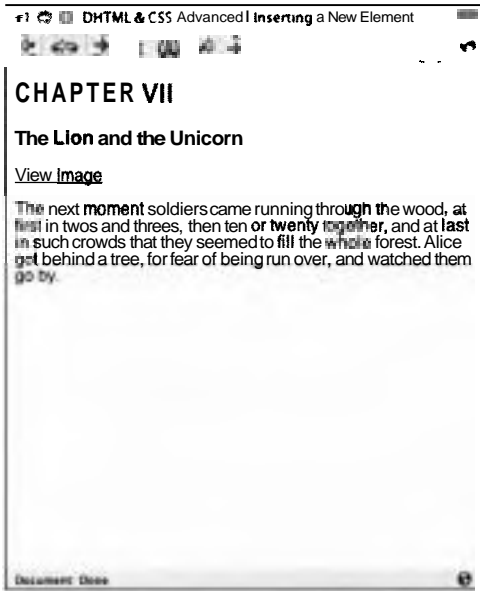 DHTML & CSS Advanced | Inserting a New Element
CHAPTER VII
The Lion and the Unicorn
View Image
The next moment soldiers came running through the wood, at
first in twos and threes, then ten or twenty together, and at last
in such crowds that they seemed to fill the whole forest. Alice
got behind a tree, for fear of being run over, and watched them
go by.
Document Done